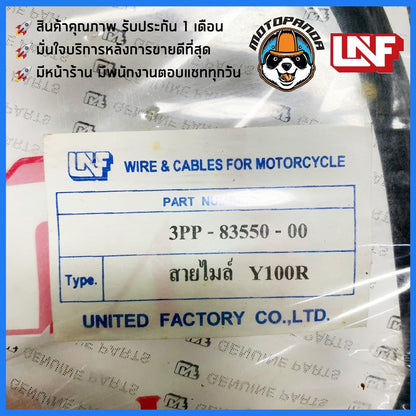 สินค้าคุณภาพ รับประกัน 1 เดือน
มั่นใจบริการหลังการขายดีที่สุด
มีหน้าร้าน มีพนักงานตอบแชททุกวัน
MOTOPANDA
UNF
UNF WIRE & CABLES FOR MOTORCYCLE
PART
3PP - 83550 - 00
Type. สายไมล์ Y100R
UNITED FACTORY CO.,LTD.
GENUINE PARTS
GENUINE PARTS